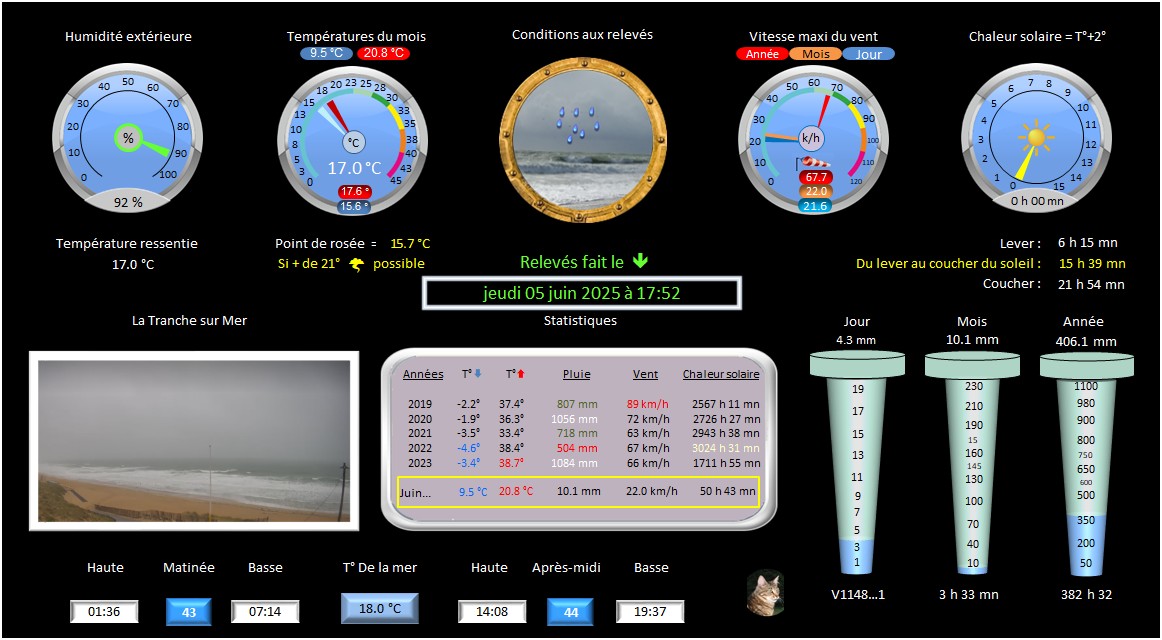 Humidité extérieure
Températures du mois
Conditions aux relevés
Vitesse maxi du vent
Chaleur solaire = T°+2°
9.5 °C 20.8 °C
Année Mois Jour
0 10 20 30 40 50 60 70 80 90 100
%
92 %
0 3 5 8 10 13 15 18 20 23 25 28 30 33 35 38 40 43 45
°C
17.0 °C
17.6 °
15.6 °
0 10 20 30 40 50 60 70 80 90 100 110 120
k/h
67.7
22.0
21.6
0 1 2 3 4 5 6 7 8 9 10 11 12 13 14 15
0 h 00 mn
Température ressentie
17.0 °C
Point de rosée = 15.7 °C
Si + de 21° possible
Relevés fait le
jeudi 05 juin 2025 à 17:52
Lever : 6 h 15 mn
Du lever au coucher du soleil : 15 h 39 mn
Coucher : 21 h 54 mn
La Tranche sur Mer
Statistiques
Années T° T° Pluie Vent Chaleur solaire
2019 -2.2° 37.4° 807 mm 89 km/h 2567 h 11 mn
2020 -1.9° 36.3° 1056 mm 72 km/h 2726 h 27 mn
2021 -3.5° 33.4° 718 mm 63 km/h 2943 h 38 mn
2022 -4.6° 38.4° 504 mm 67 km/h 3024 h 31 mn
2023 -3.4° 38.7° 1084 mm 66 km/h 1711 h 55 mn
Juin... 9.5 °C 20.8 °C 10.1 mm 22.0 km/h 50 h 43 mn
Jour
4.3 mm
19
17
15
13
11
9
7
5
3
1
V1148...1
Mois
10.1 mm
230
210
190
15
160
145
130
100
70
40
10
3 h 33 mn
Année
406.1 mm
1100
980
900
800
750
650
600
500
350
200
50
382 h 32
Haute Matinée Basse T° De la mer Haute Après-midi Basse
01:36 43 07:14 18.0 °C 14:08 44 19:37